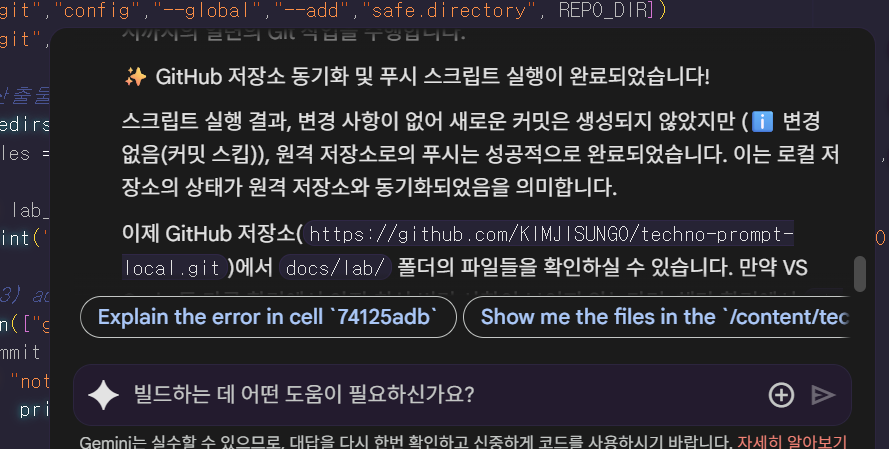 git","config","--global","--add","safe.directory", REPO_DIR])
git",
✨ GitHub 저장소 동기화 및 푸시 스크립트 실행이 완료되었습니다!
산출물
edirs
스크립트 실행 결과, 변경 사항이 없어 새로운 커밋은 생성되지 않았지만 (ℹ️ 변경
les =
없음(커밋 스킵)), 원격 저장소로의 푸시는 성공적으로 완료되었습니다. 이는 로컬 저
장소의 상태가 원격 저장소와 동기화되었음을 의미합니다.
lab_
int('
이제 GitHub 저장소(https://github.com/KIMJISUNGO/techno-prompt-
local.git)에서 docs/lab/ 폴더의 파일들을 확인하실 수 있습니다. 만약 VS
3) ad
n(["g
Explain the error in cell `74125adb`
Show me the files in the `/content/tec
mmit
"not
빌드하는 데 어떤 도움이 필요하신가요?
pri
Gemini는 실수할 수 있으므로, 대답을 다시 한번 확인하고 신중하게 코드를 사용하시기 바랍니다. 자세히 알아보기